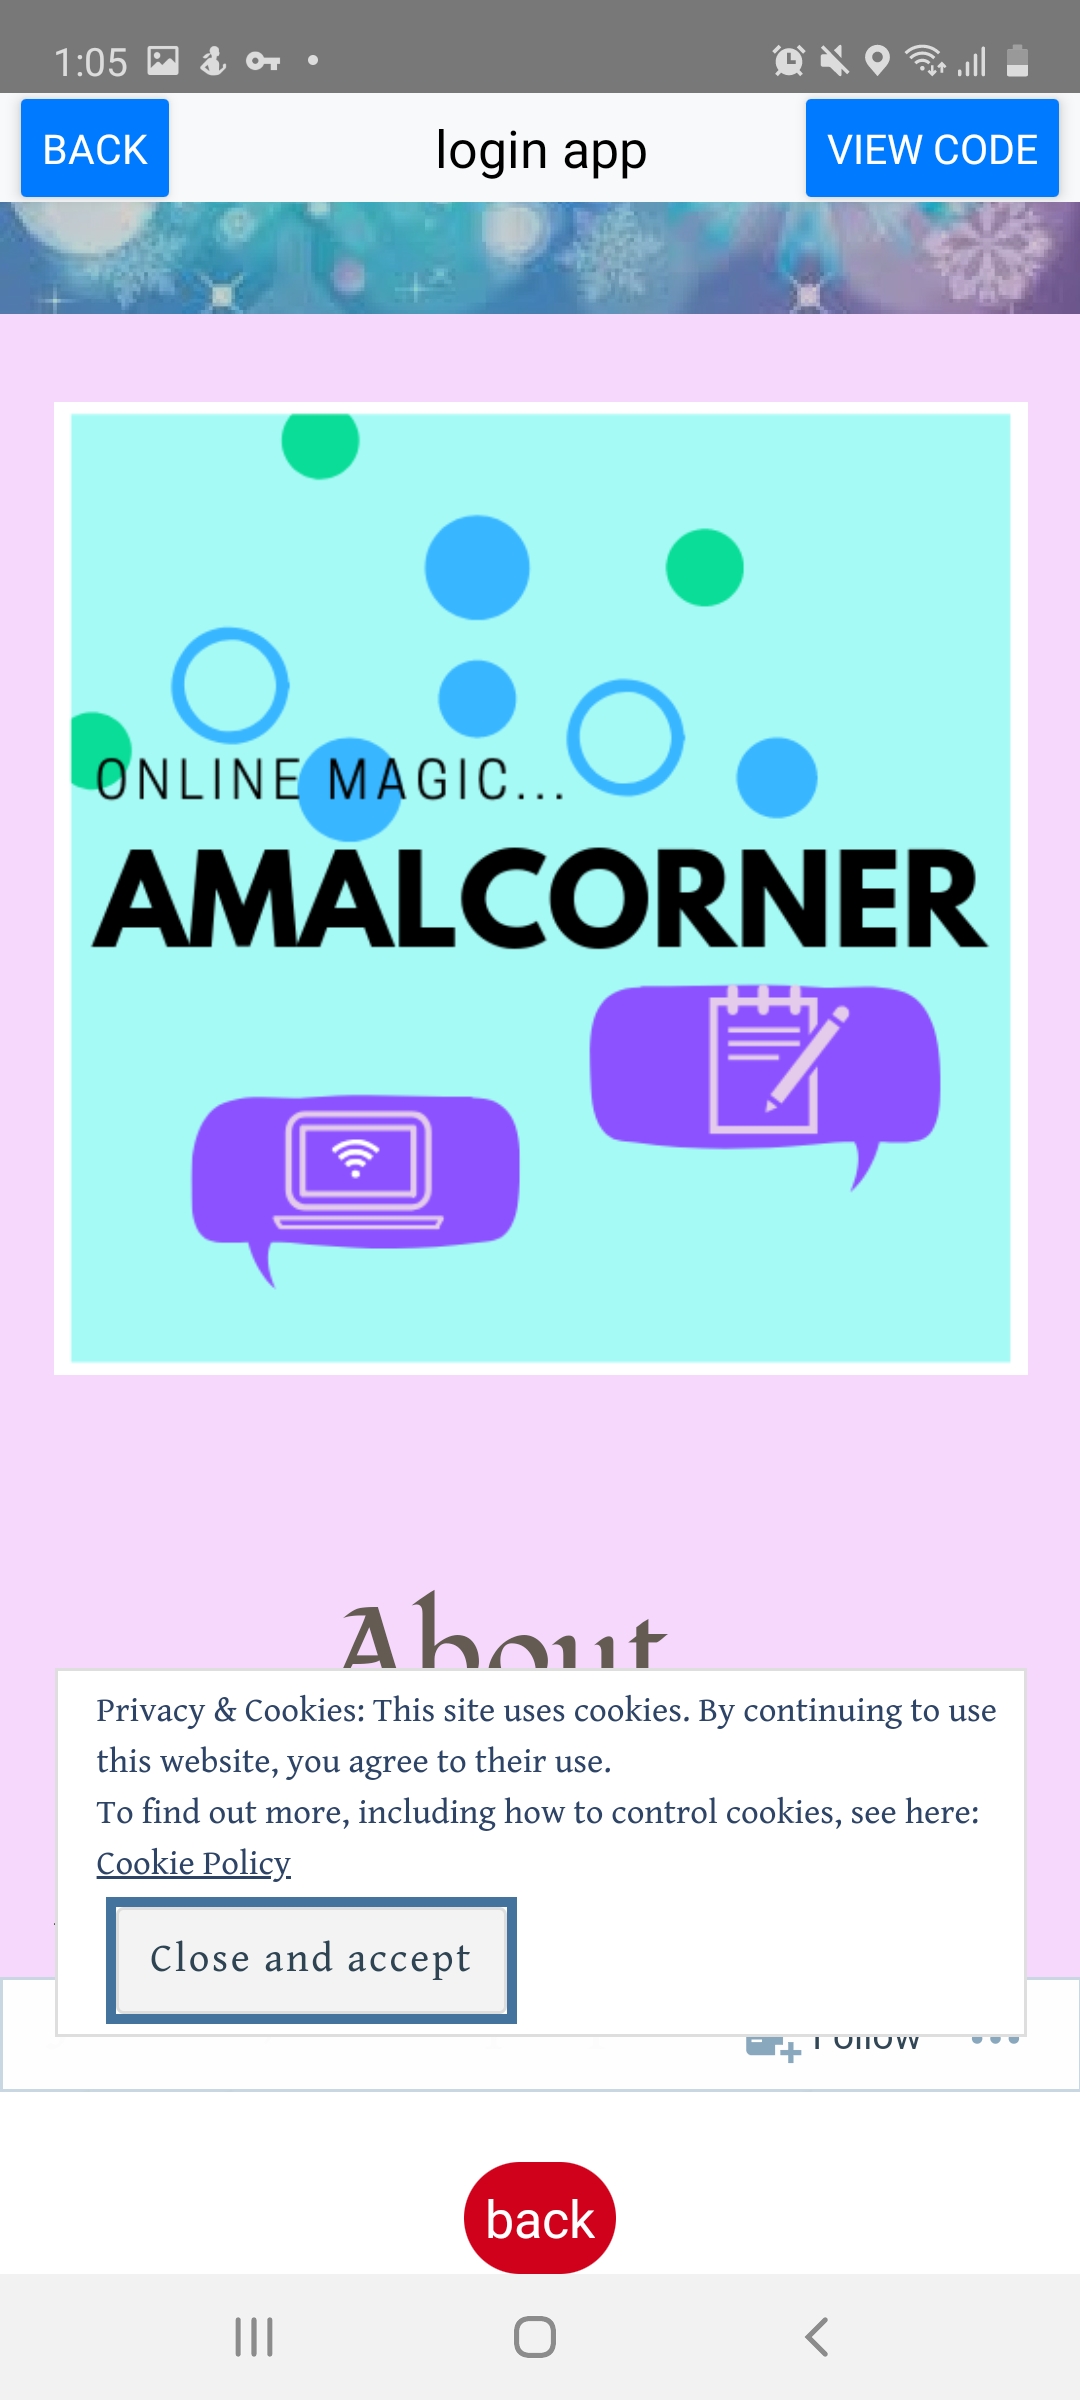 1:05
BACK
login app
VIEW CODE
ONLINE MAGIC...
AMALCORNER
About
Privacy & Cookies: This site uses cookies. By continuing to use
this website, you agree to their use.
To find out more, including how to control cookies, see here:
Cookie Policy
Close and accept
Follow
back